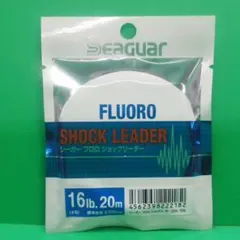 SEAGUAR
FLUORO
SHOCK LEADER
シーガー フロロ ショックリーダー
16lb. 20m
4562398222182